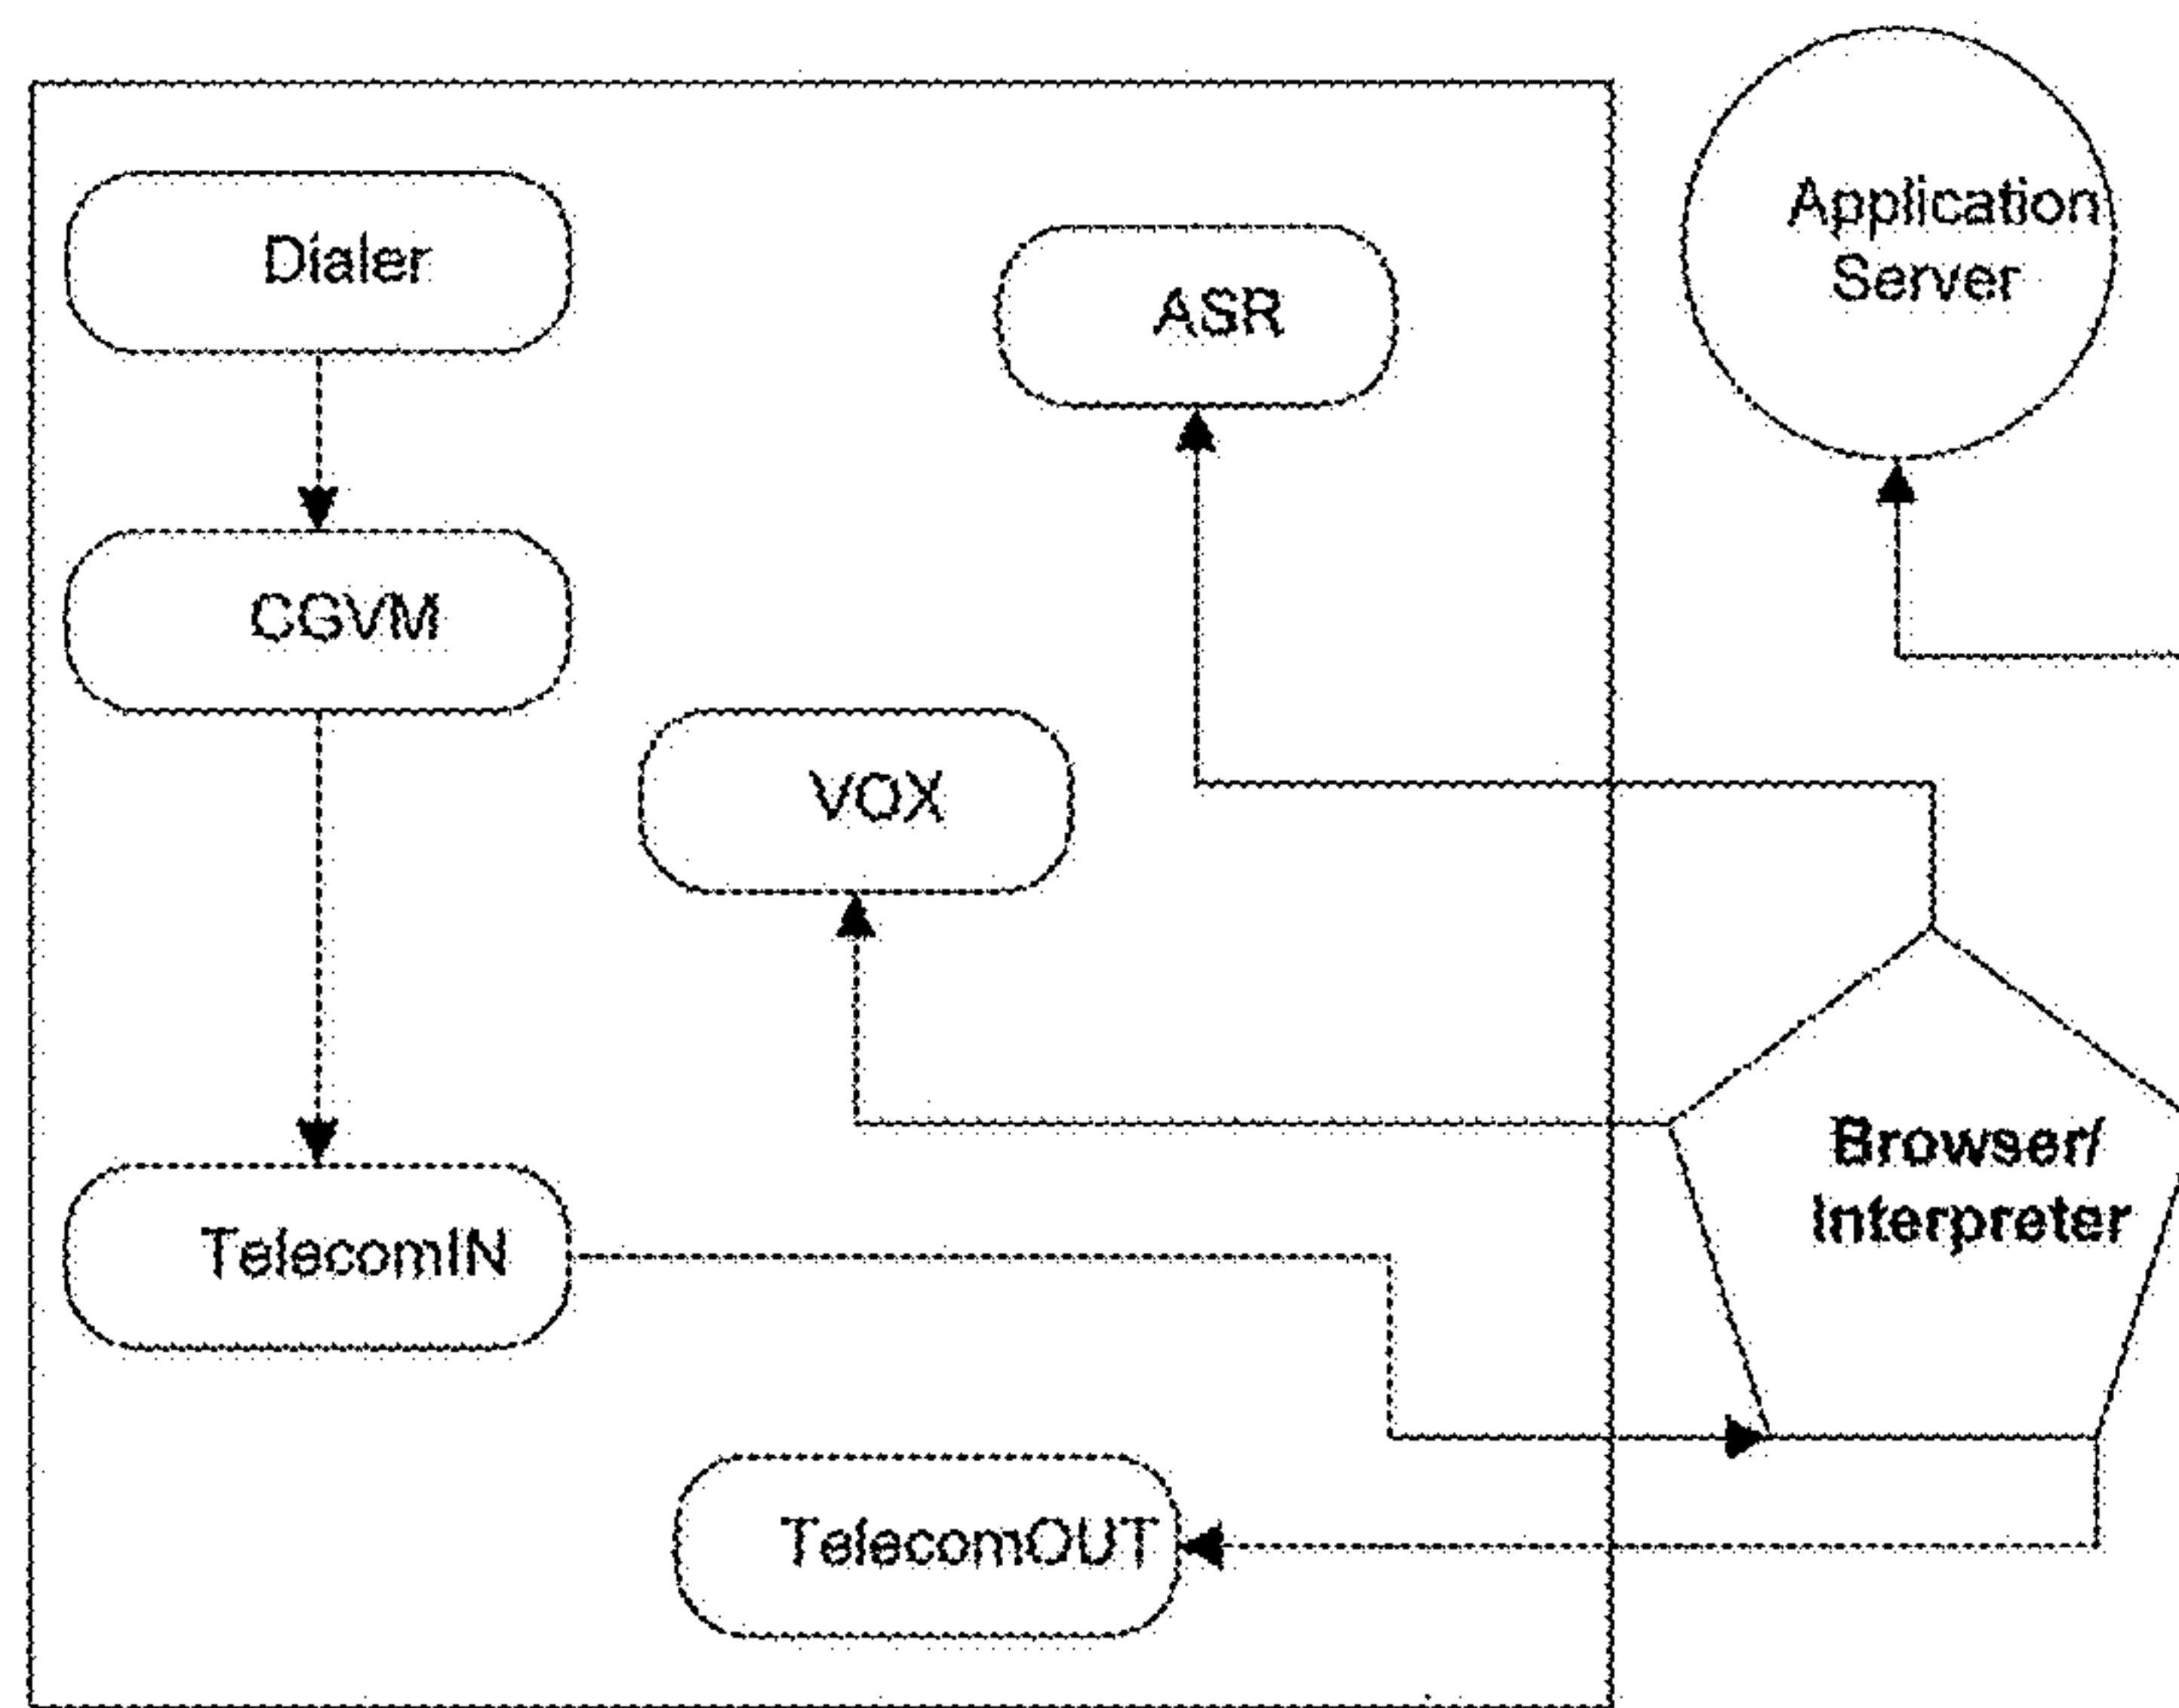 Dialer
ASR
Application
Server
CGVM
VOX
Browser/
Interpreter
TelecomIN
TelecomOUT